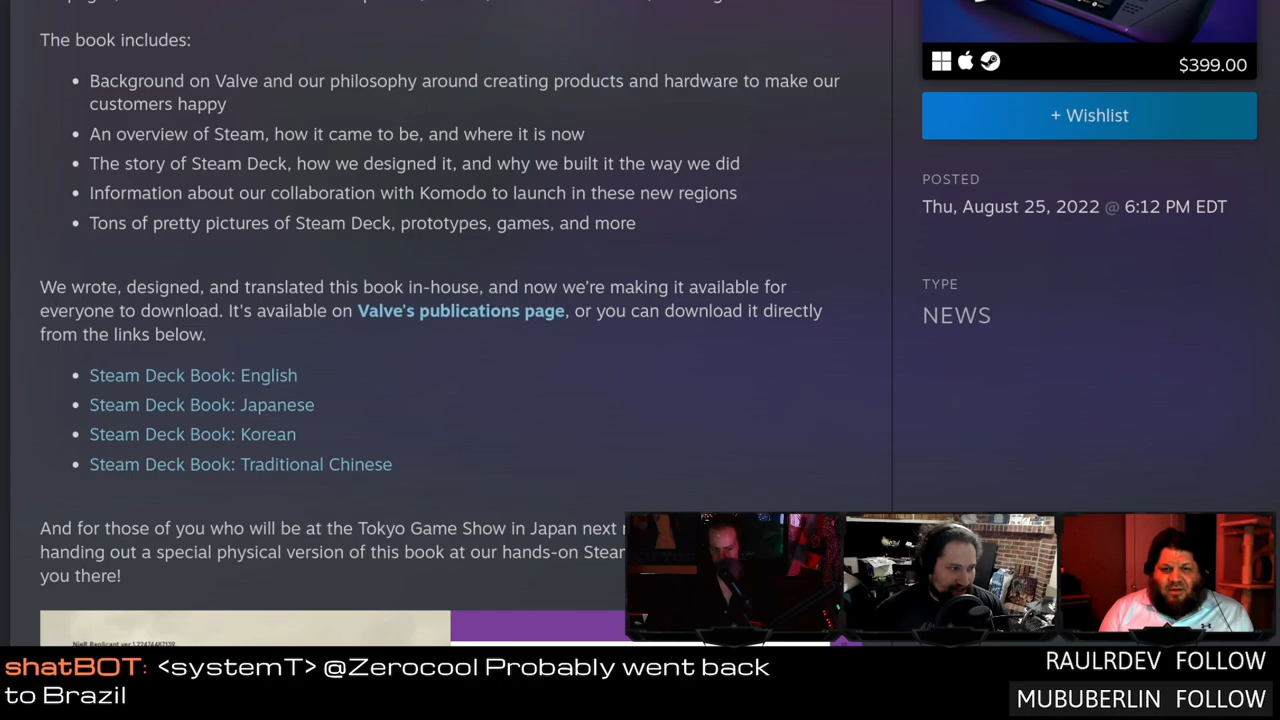 The book includes:
Background on Valve and our philosophy around creating products and hardware to make our
customers happy
An overview of Steam, how it came to be, and where it is now
The story of Steam Deck, how we designed it, and why we built it the way we did
Information about our collaboration with Komodo to launch in these new regions
Tons of pretty pictures of Steam Deck, prototypes, games, and more
We wrote, designed, and translated this book in-house, and now we're making it available for
everyone to download. It's available on Valve's publications page, or you can download it directly
from the links below.
Steam Deck Book: English
Steam Deck Book: Japanese
Steam Deck Book: Korean
Steam Deck Book: Traditional Chinese
And for those of you who will be at the Tokyo Game Show in Japan next
handing out a special physical version of this book at our hands-on
you there!
$399.00
+ Wishlist
POSTED
Thu, August 25, 2022 @ 6:12 PM EDT
TYPE
NEWS
shatBOT: <systemT> @Zerocool Probably went back
to Brazil
RAULRDEV FOLLOW
MUBUBERLIN FOLLOW